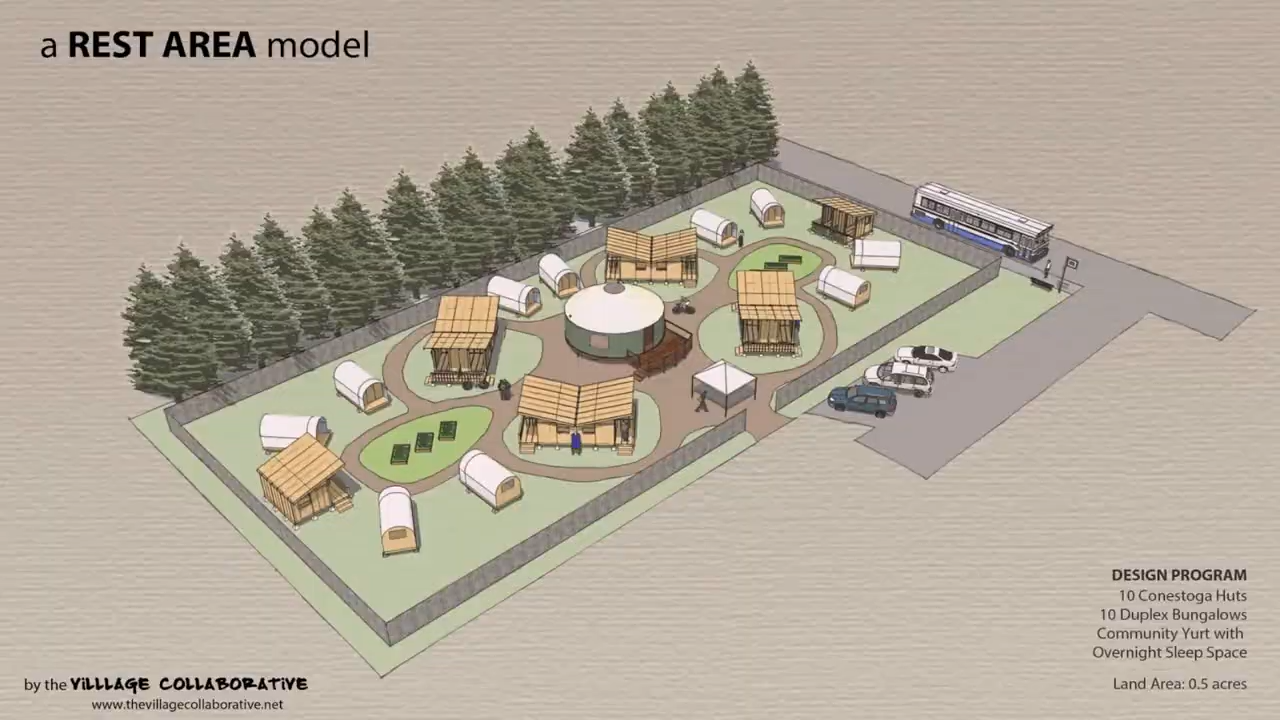 a REST AREA model
DESIGN PROGRAM
10 Conestoga Huts
10 Duplex Bungalows
Community Yurt with
Overnight Sleep Space
Land Area: 0.5 acres
by the ViLLLAGE COLLABORATiVE
www.thevillagecollaborative.net